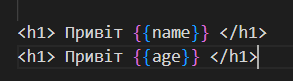 <h1> Привіт {{name}} </h1>
<h1> Привіт {{age}} </h1>